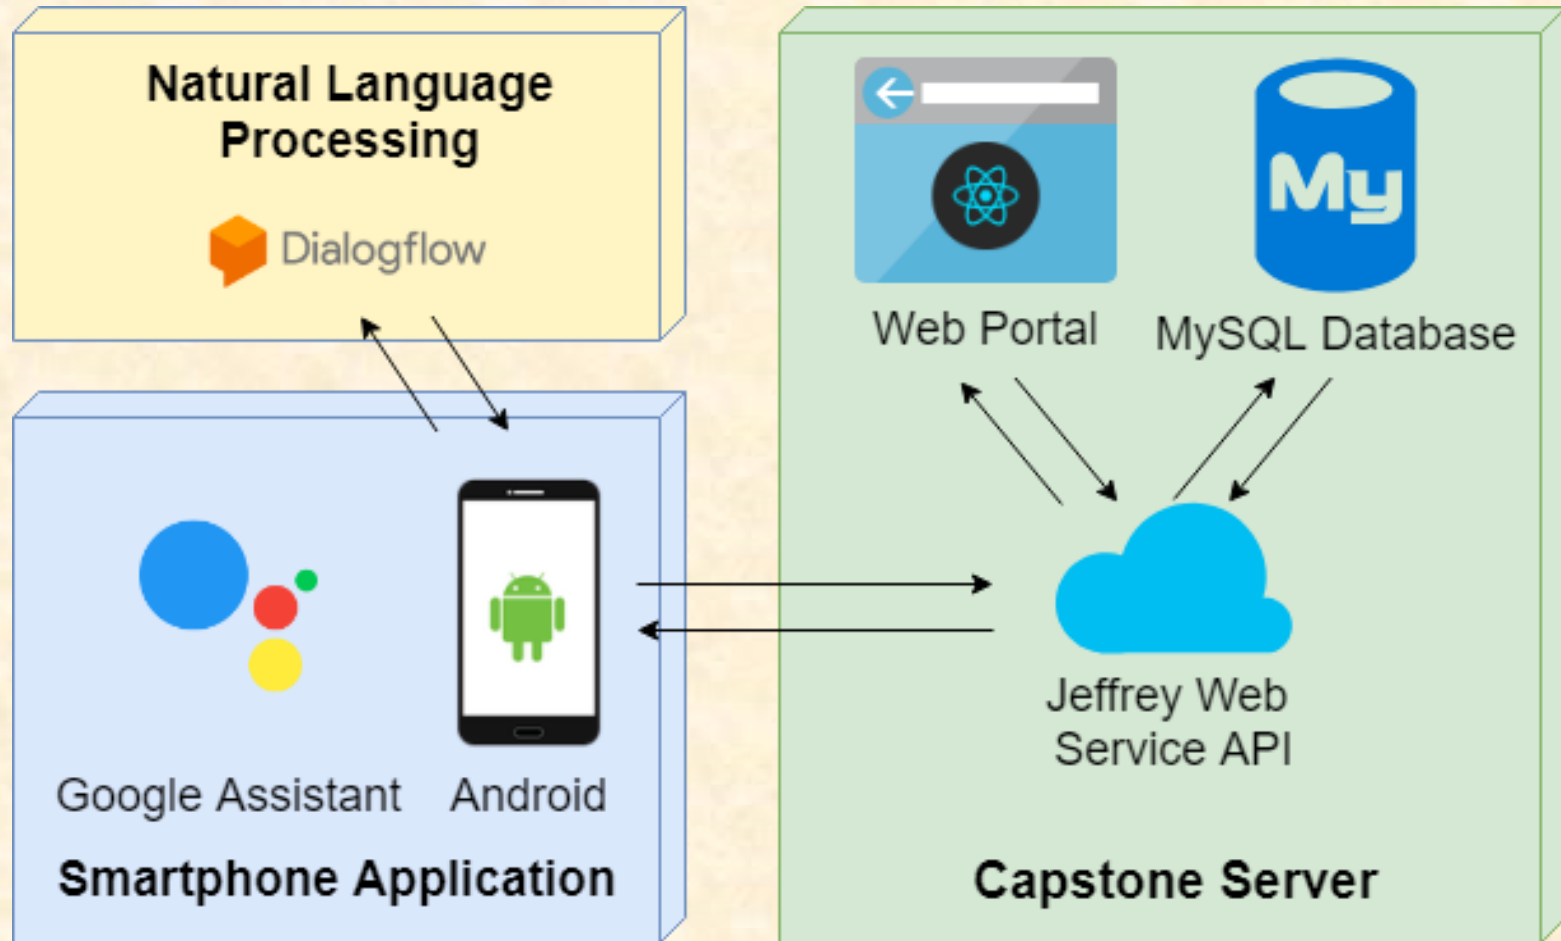 Natural Language
Processing
Dialogflow
Google Assistant
Android
Smartphone Application
My
Web Portal
MySQL Database
Jeffrey Web
Service API
Capstone Server